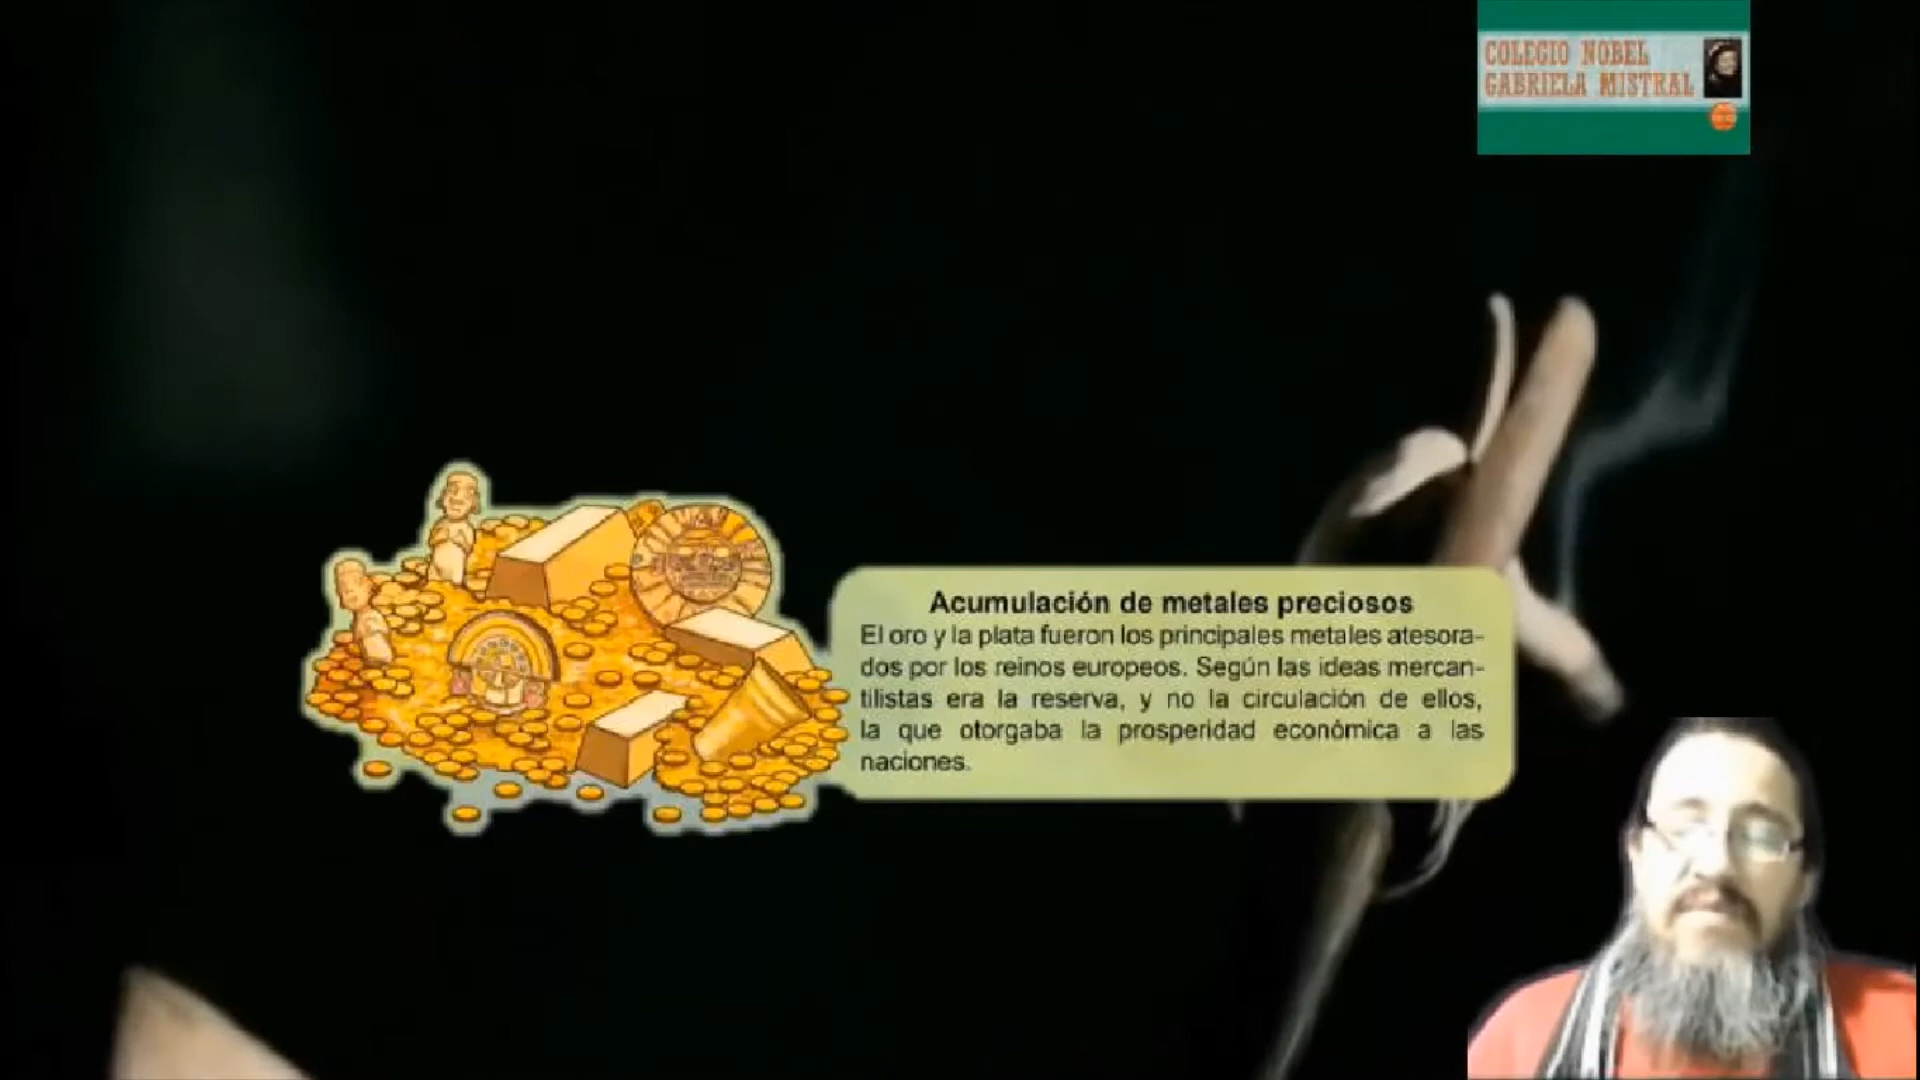 COLEGIO NOBEL
GABRIELA MISTRAL
Acumulación de metales preciosos
El oro y la plata fueron los principales metales atesora-
dos por los reinos europeos. Según las ideas mercan-
tilistas era la reserva, y no la circulación de ellos,
la que otorgaba la prosperidad económica a las
naciones.